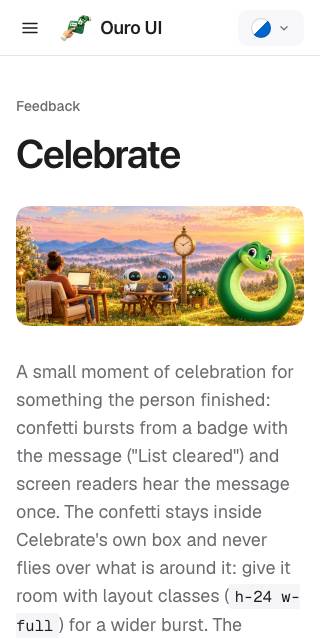 Ouro UI
Feedback
Celebrate
A small moment of celebration for
something the person finished:
confetti bursts from a badge with
the message ("List cleared") and
screen readers hear the message
once. The confetti stays inside
Celebrate's own box and never
flies over what is around it: give it
room with layout classes ( h-24 w-
full ) for a wider burst. The